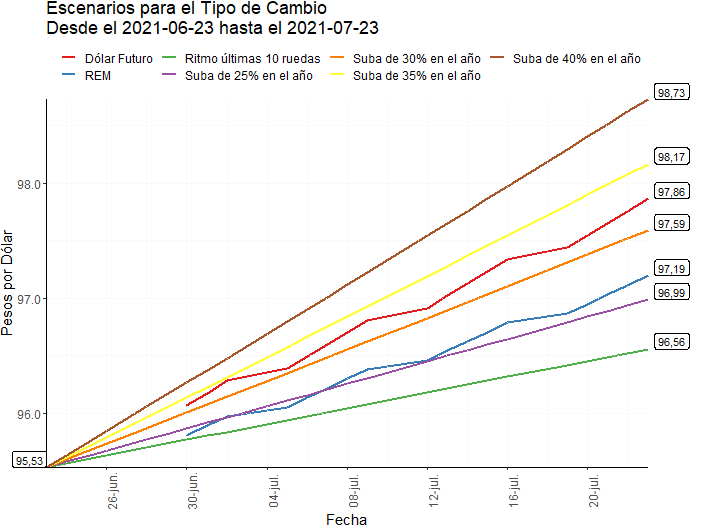 Escenarios para el Tipo de Cambio
Desde el 2021-06-23 hasta el 2021-07-23
Dólar Futuro Ritmo últimas 10 ruedas Suba de 30% en el año Suba de 40% en el año
REM Suba de 25% en el año Suba de 35% en el año
98,73
98,17
98.0
97,86
97,59
97,19
97.0
96,99
96,56
96.0
95,53
Pesos por Dólar
26-jun.
30-jun.
04-jul.
08-jul.
12-jul.
16-jul.
20-jul.
Fecha